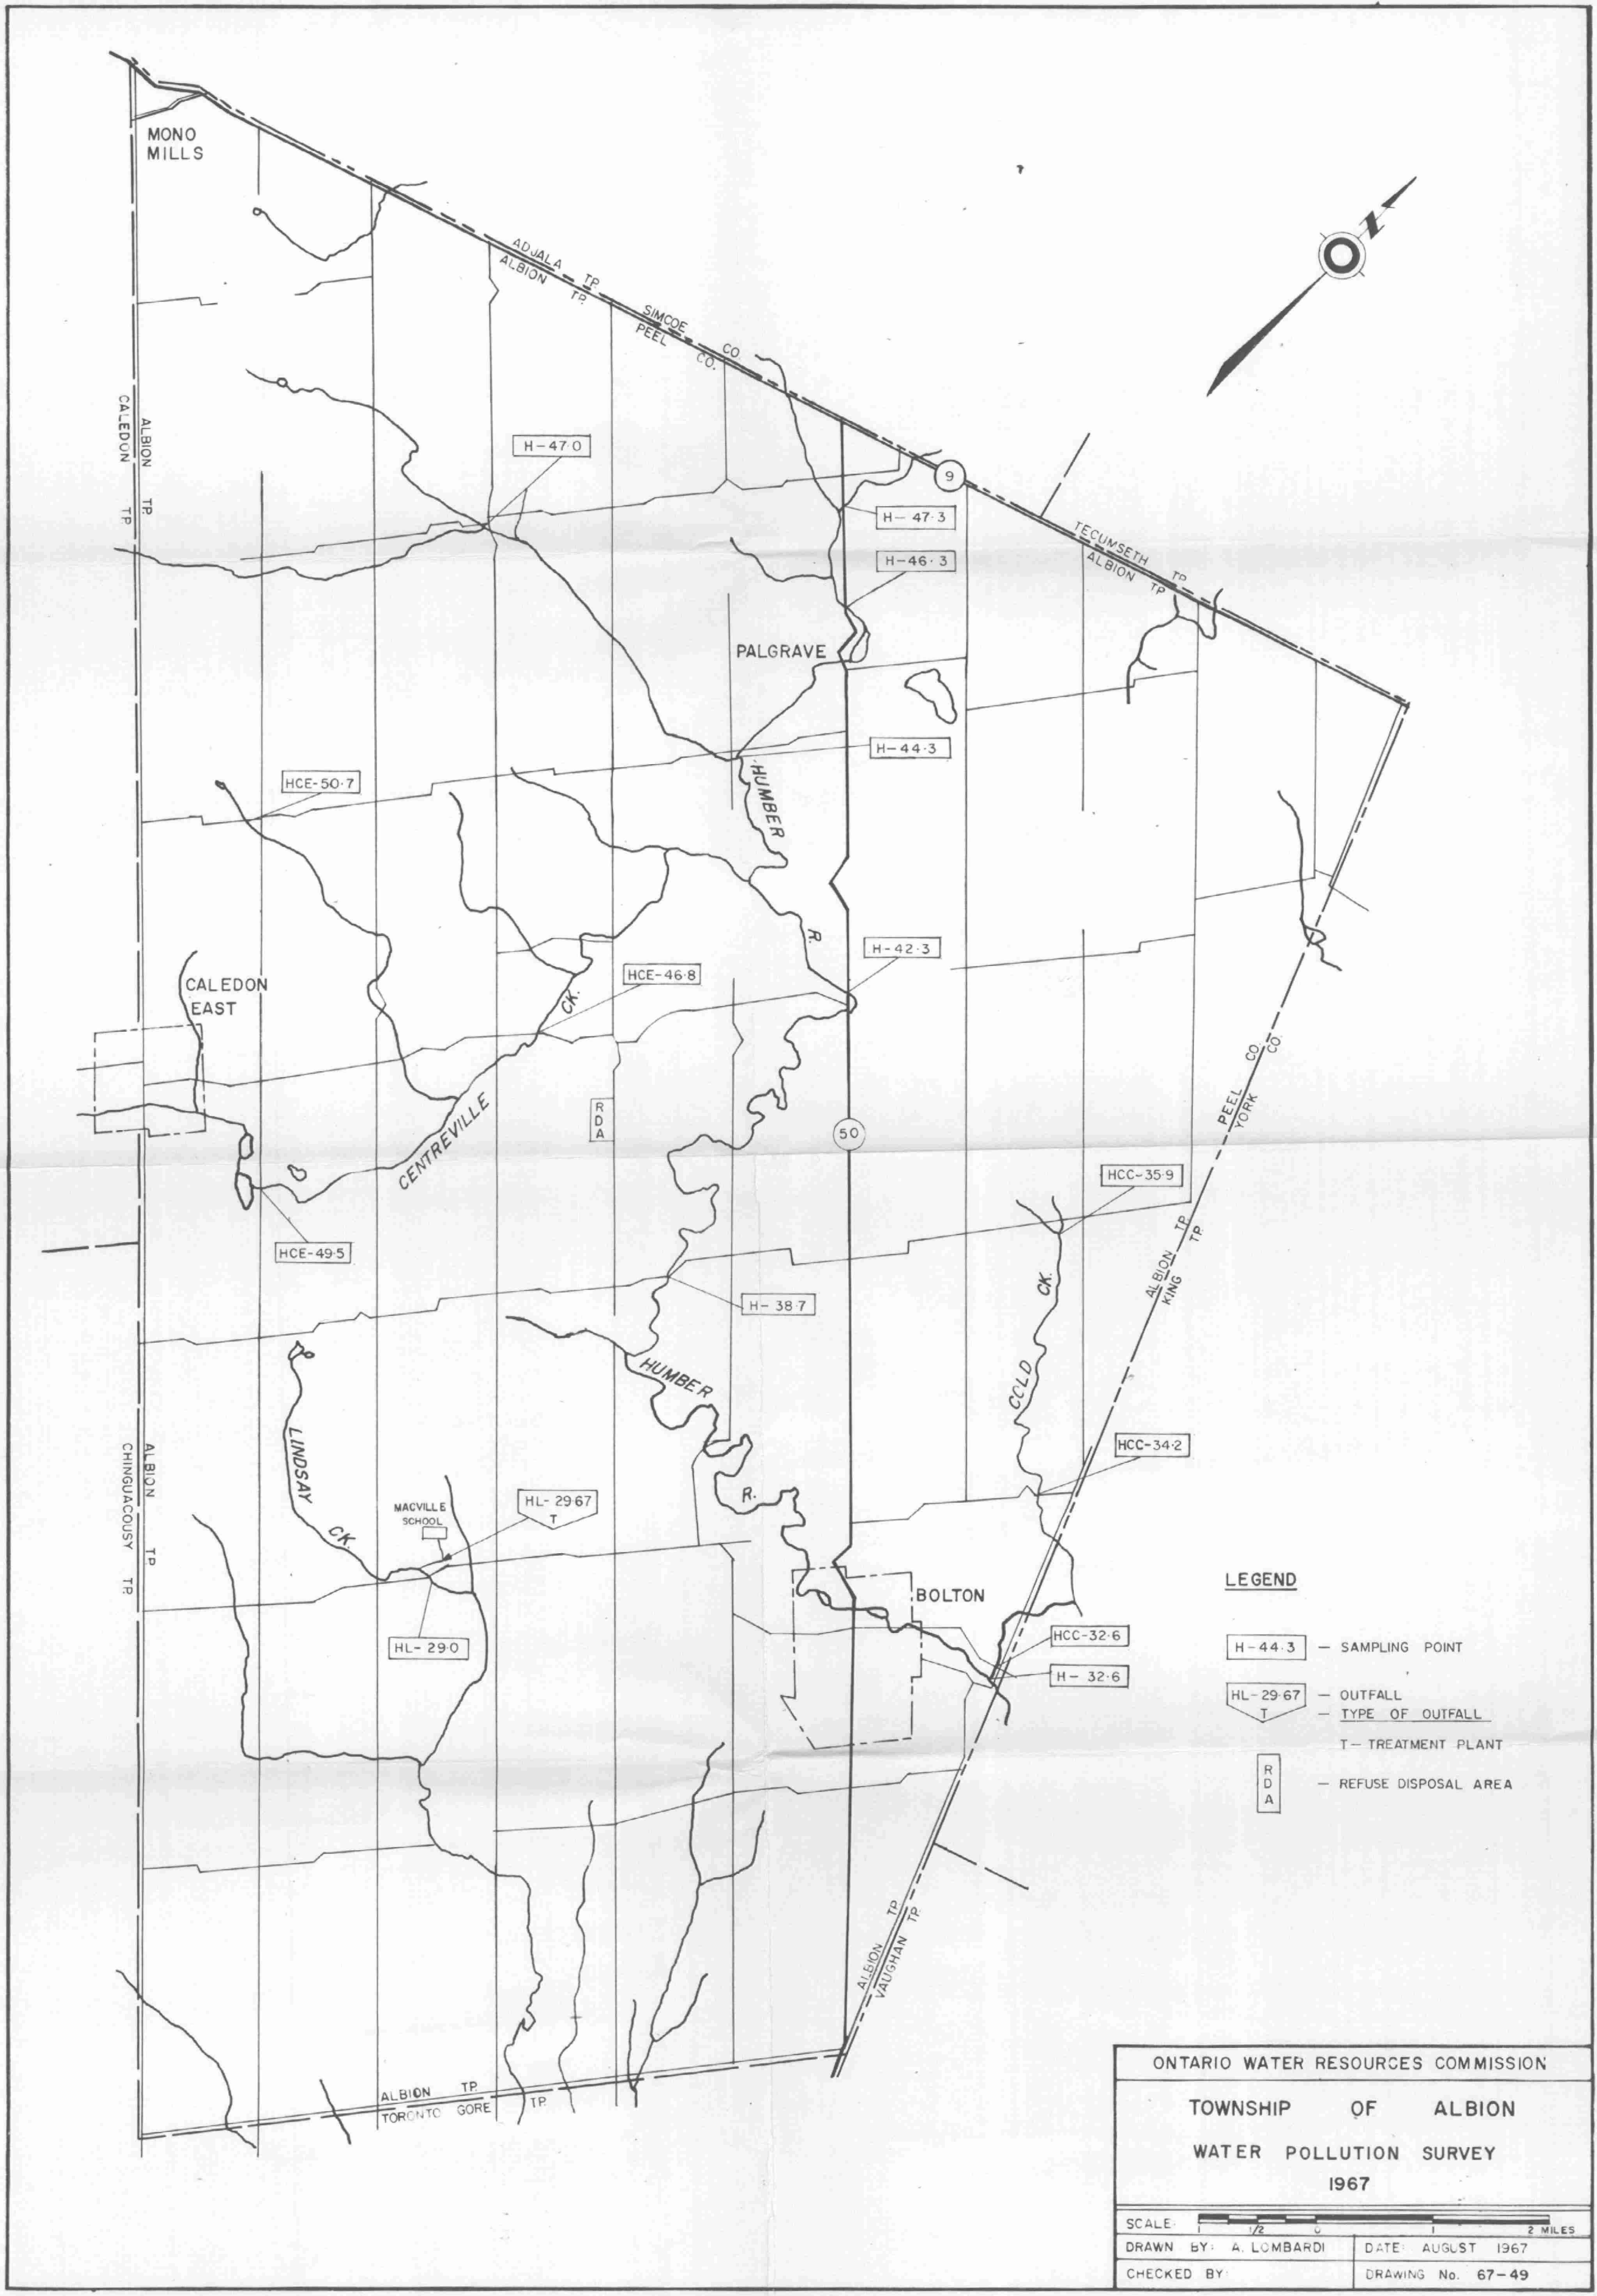 MONO
MILLS
ADJALA TP.
ALBION TP.
SIMCOE CO.
PEEL CO.
N
ALBION TP.
CALEDON TP.
H-47·0
9
H-47·3
TECUMSETH TP.
ALBION TP.
H-46·3
PALGRAVE
H-44·3
HUMBER
HCE-50·7
R.
H-42·3
HCE-46·8
CK.
CALEDON
EAST
PEEL CO.
YORK CO.
RDA
CENTREVILLE
50
HCC-35·9
HCE-49·5
ALBION TP.
KING TP.
CK.
H-38·7
HUMBER
CCLD
LINDSAY
ALBION TP.
CHINGUACOUSY TP.
HCC-34·2
R.
HL-29·67
T
MACVILLE
SCHOOL
CK.
LEGEND
BOLTON
HCC-32·6
HL-29·0
H-32·6
H-44·3 — SAMPLING POINT
HL-29·67 — OUTFALL
T — TYPE OF OUTFALL
T — TREATMENT PLANT
RDA — REFUSE DISPOSAL AREA
ALBION TP.
VAUGHAN TP.
ALBION TP.
TORONTO GORE TP.
ONTARIO WATER RESOURCES COMMISSION
TOWNSHIP OF ALBION
WATER POLLUTION SURVEY
1967
SCALE: 1 1/2 0 1 2 MILES
DRAWN BY: A. LOMBARDI DATE: AUGUST 1967
CHECKED BY: DRAWING No. 67-49